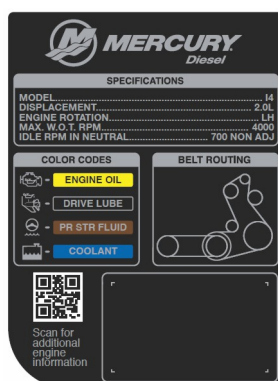 MERCURY
Diesel
SPECIFICATIONS
MODEL.......................................................... I4
DISPLACEMENT............................................2.0L
ENGINE ROTATION..........................................LH
MAX. W.O.T. RPM..........................................4000
IDLE RPM IN NEUTRAL........................700 NON ADJ
COLOR CODES
- ENGINE OIL
- DRIVE LUBE
- PR STR FLUID
- COOLANT
BELT ROUTING
Scan for
additional
engine
information